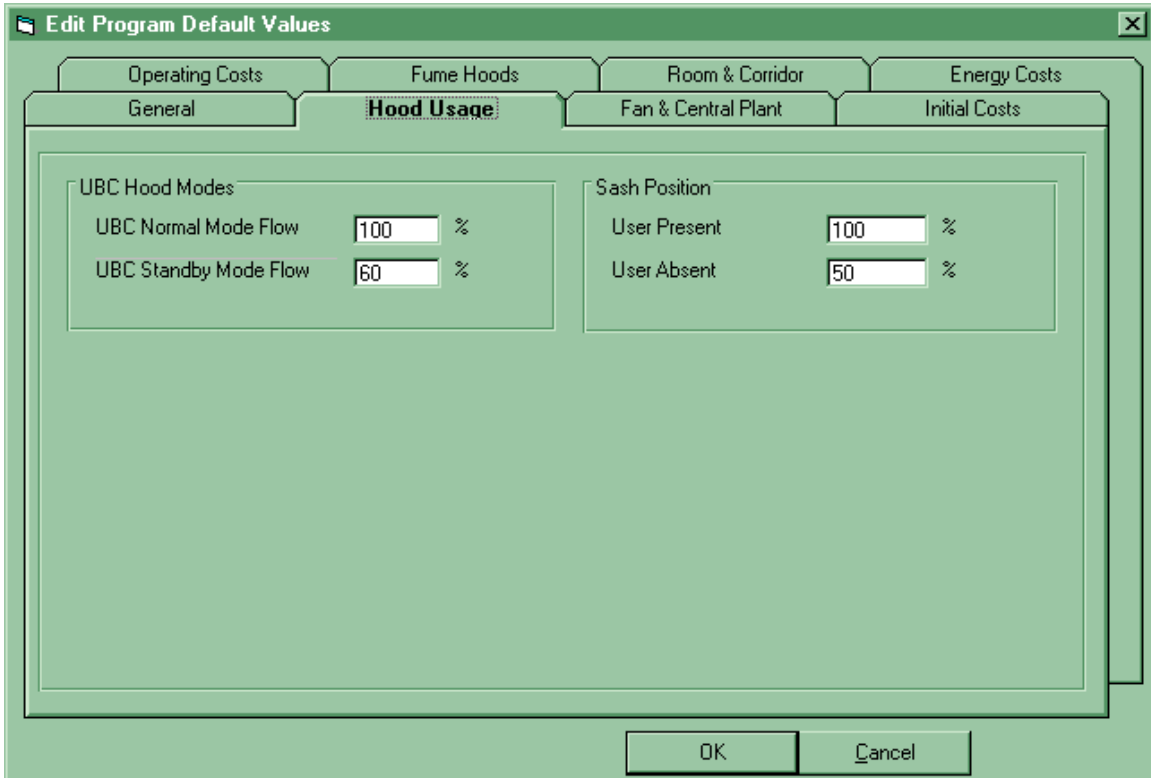 Edit Program Default Values
Operating Costs Fume Hoods Room & Corridor Energy Costs
General Hood Usage Fan & Central Plant Initial Costs
UBC Hood Modes Sash Position
UBC Normal Mode Flow 100 % User Present 100 %
UBC Standby Mode Flow 60 % User Absent 50 %
OK Cancel